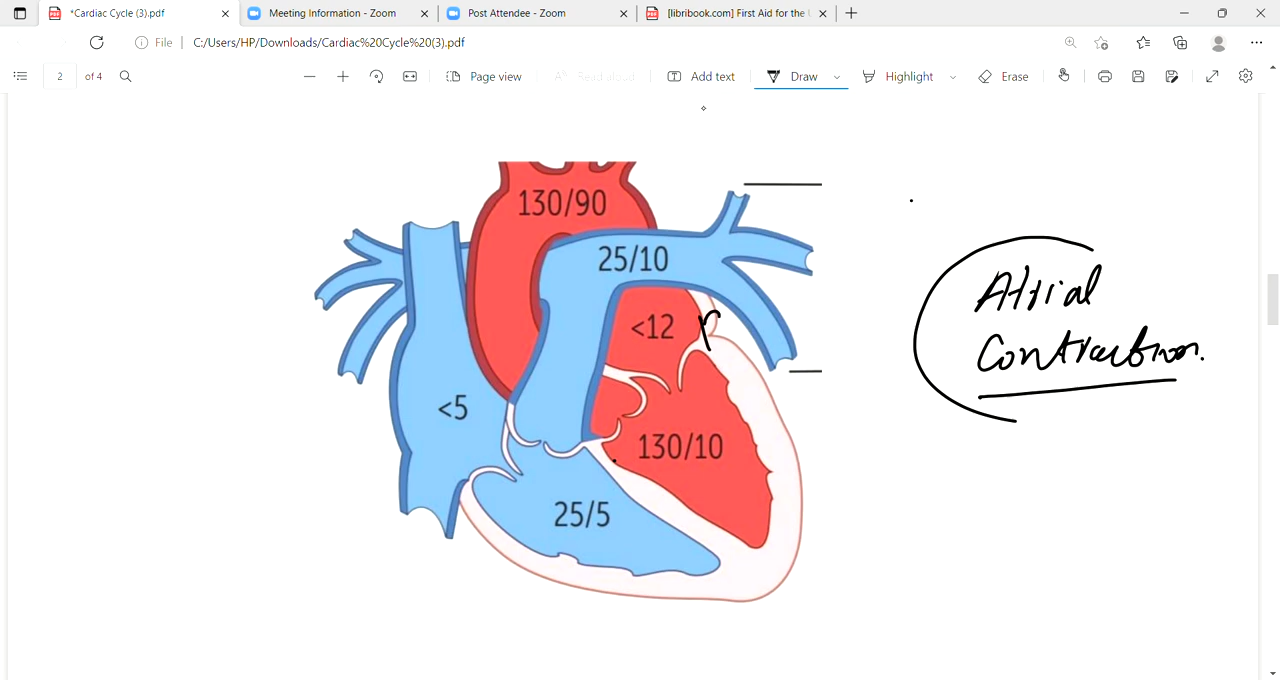 *Cardiac Cycle (3).pdf
Meeting Information - Zoom
Post Attendee - Zoom
[libribook.com] First Aid for the
File
C:/Users/HP/Downloads/Cardiac%20Cycle%20(3).pdf
2 of 4
Page view
Read aloud
Add text
Draw
Highlight
Erase
130/90
25/10
<12
<5
130/10
25/5
Atrial
Contraction.